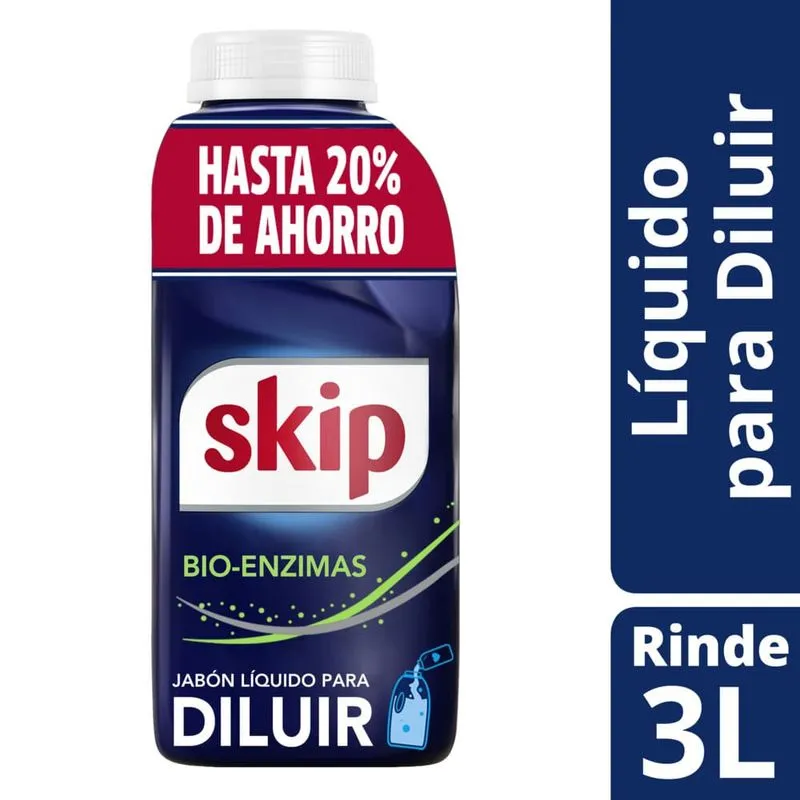 HASTA 20%
DE AHORRO
skip
BIO-ENZIMAS
JABÓN LÍQUIDO PARA
DILUIR
Líquido
para Diluir
Rinde
3L